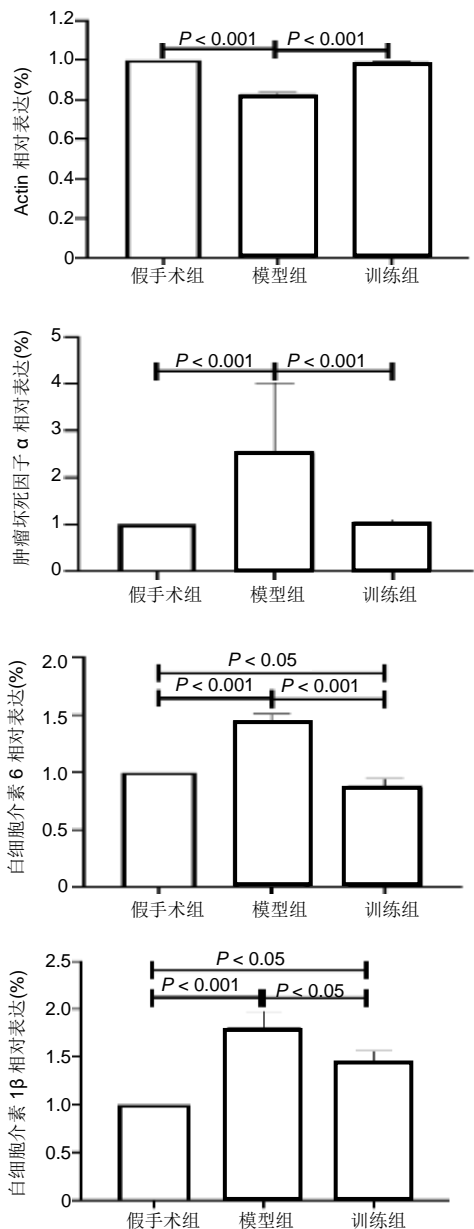 Actin 相对表达(%)
1.2
1.0
0.8
0.6
0.4
0.2
0
P < 0.001
P < 0.001
假手术组
模型组
训练组
肿瘤坏死因子 α 相对表达(%)
5
4
3
2
1
0
P < 0.001
P < 0.001
假手术组
模型组
训练组
白细胞介素 6 相对表达(%)
2.0
1.5
1.0
0.5
0
P < 0.05
P < 0.001
P < 0.001
假手术组
模型组
训练组
白细胞介素 1β 相对表达(%)
2.5
2.0
1.5
1.0
0.5
0
P < 0.05
P < 0.001
P < 0.05
假手术组
模型组
训练组